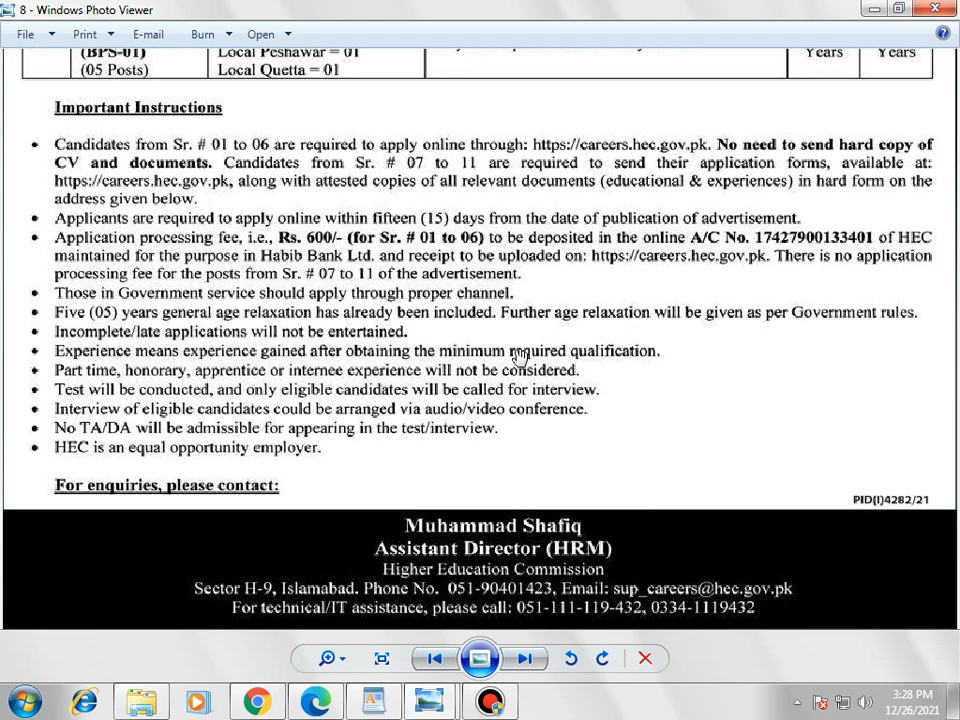 8 - Windows Photo Viewer
File Print E-mail Burn Open
(BPS-01) Local Peshawar = 01 Years Years
(05 Posts) Local Quetta = 01
Important Instructions
• Candidates from Sr. # 01 to 06 are required to apply online through: https://careers.hec.gov.pk. No need to send hard copy of
CV and documents. Candidates from Sr. # 07 to 11 are required to send their application forms, available at:
https://careers.hec.gov.pk, along with attested copies of all relevant documents (educational & experiences) in hard form on the
address given below.
• Applicants are required to apply online within fifteen (15) days from the date of publication of advertisement.
• Application processing fee, i.e., Rs. 600/- (for Sr. # 01 to 06) to be deposited in the online A/C No. 17427900133401 of HEC
maintained for the purpose in Habib Bank Ltd. and receipt to be uploaded on: https://careers.hec.gov.pk. There is no application
processing fee for the posts from Sr. # 07 to 11 of the advertisement.
• Those in Government service should apply through proper channel.
• Five (05) years general age relaxation has already been included. Further age relaxation will be given as per Government rules.
• Incomplete/late applications will not be entertained.
• Experience means experience gained after obtaining the minimum required qualification.
• Part time, honorary, apprentice or internee experience will not be considered.
• Test will be conducted, and only eligible candidates will be called for interview.
• Interview of eligible candidates could be arranged via audio/video conference.
• No TA/DA will be admissible for appearing in the test/interview.
• HEC is an equal opportunity employer.
For enquiries, please contact:
PID(I)4282/21
Muhammad Shafiq
Assistant Director (HRM)
Higher Education Commission
Sector H-9, Islamabad. Phone No. 051-90401423, Email: sup_careers@hec.gov.pk
For technical/IT assistance, please call: 051-111-119-432, 0334-1119432
3:28 PM
12/26/2021